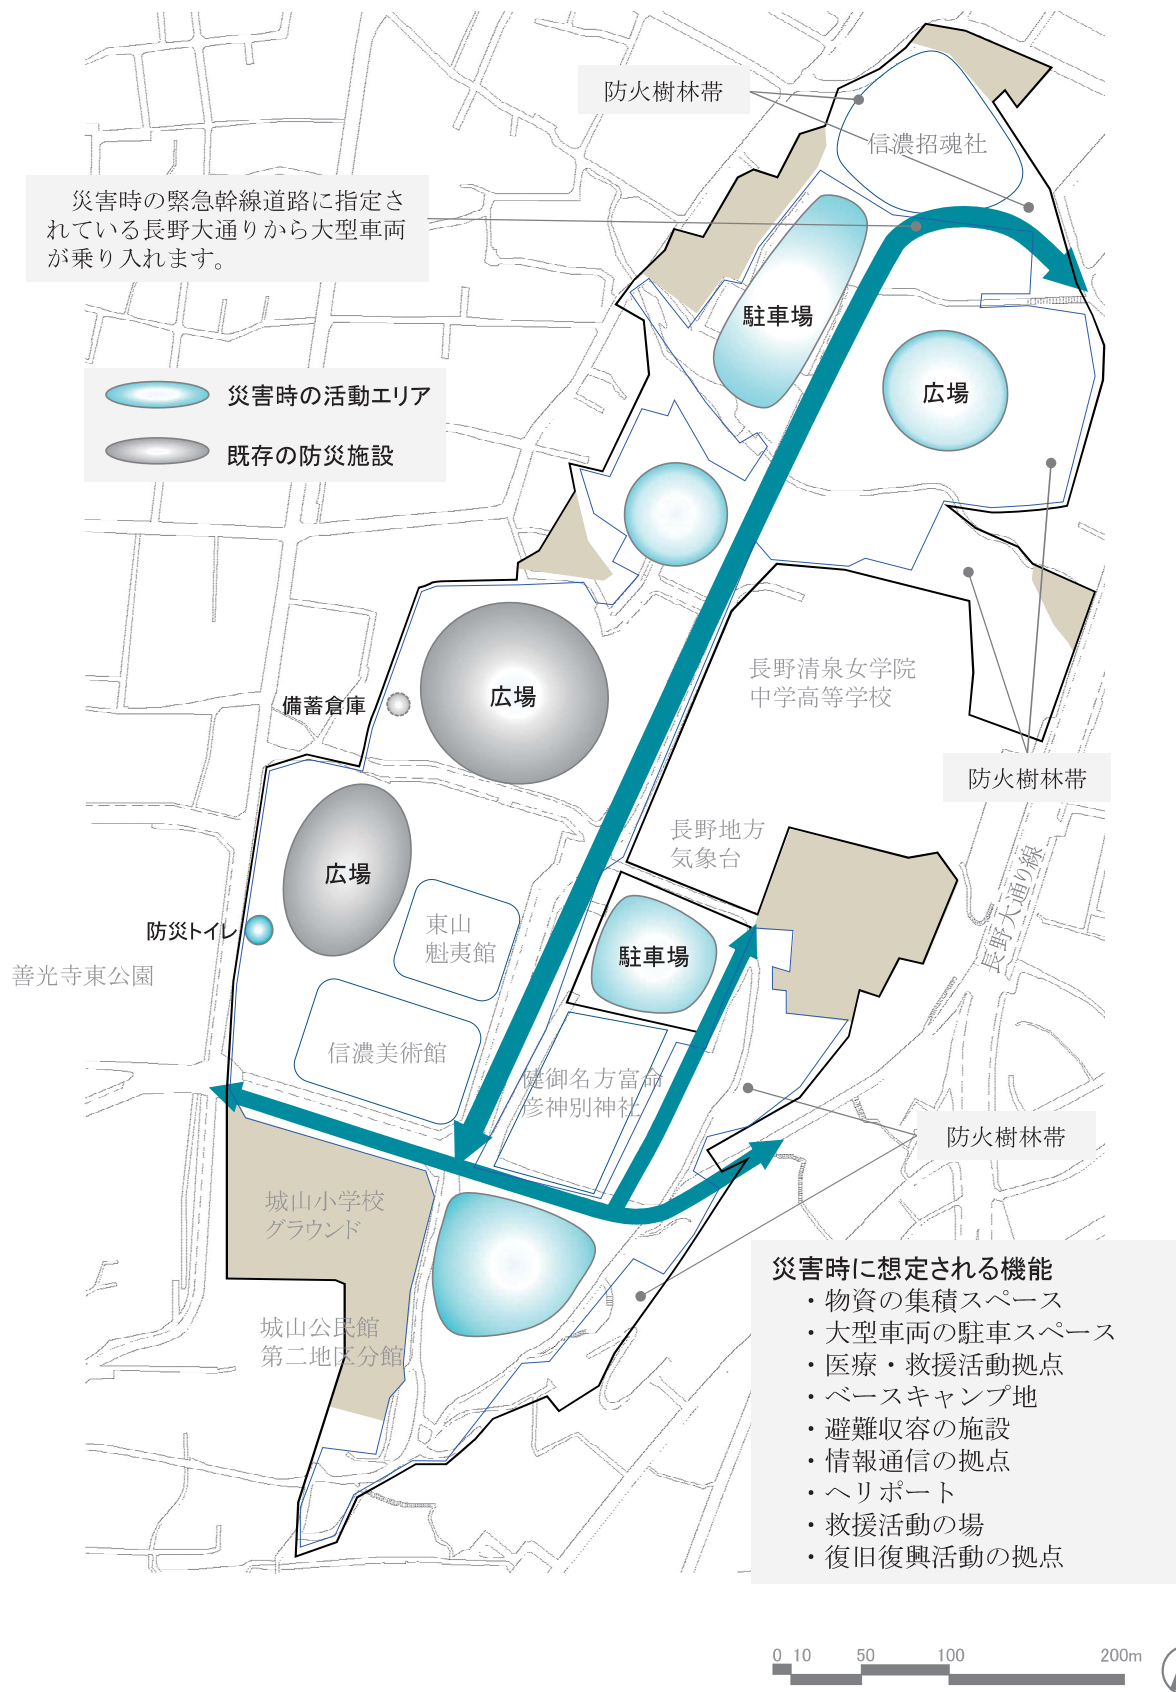 防火樹林帯
信濃招魂社
災害時の緊急幹線道路に指定さ
れている長野大通りから大型車両
が乗り入れます。
駐車場
災害時の活動エリア
広場
既存の防災施設
長野清泉女学院
中学高等学校
備蓄倉庫
広場
防火樹林帯
長野地方
気象台
長野大通り線
広場
東山
魁夷館
防災トイレ
駐車場
善光寺東公園
信濃美術館
健御名方富命
彦神別神社
防火樹林帯
城山小学校
グラウンド
城山公民館
第二地区分館
災害時に想定される機能
・物資の集積スペース
・大型車両の駐車スペース
・医療・救援活動拠点
・ベースキャンプ地
・避難収容の施設
・情報通信の拠点
・ヘリポート
・救援活動の場
・復旧復興活動の拠点
0 10 50 100 200m